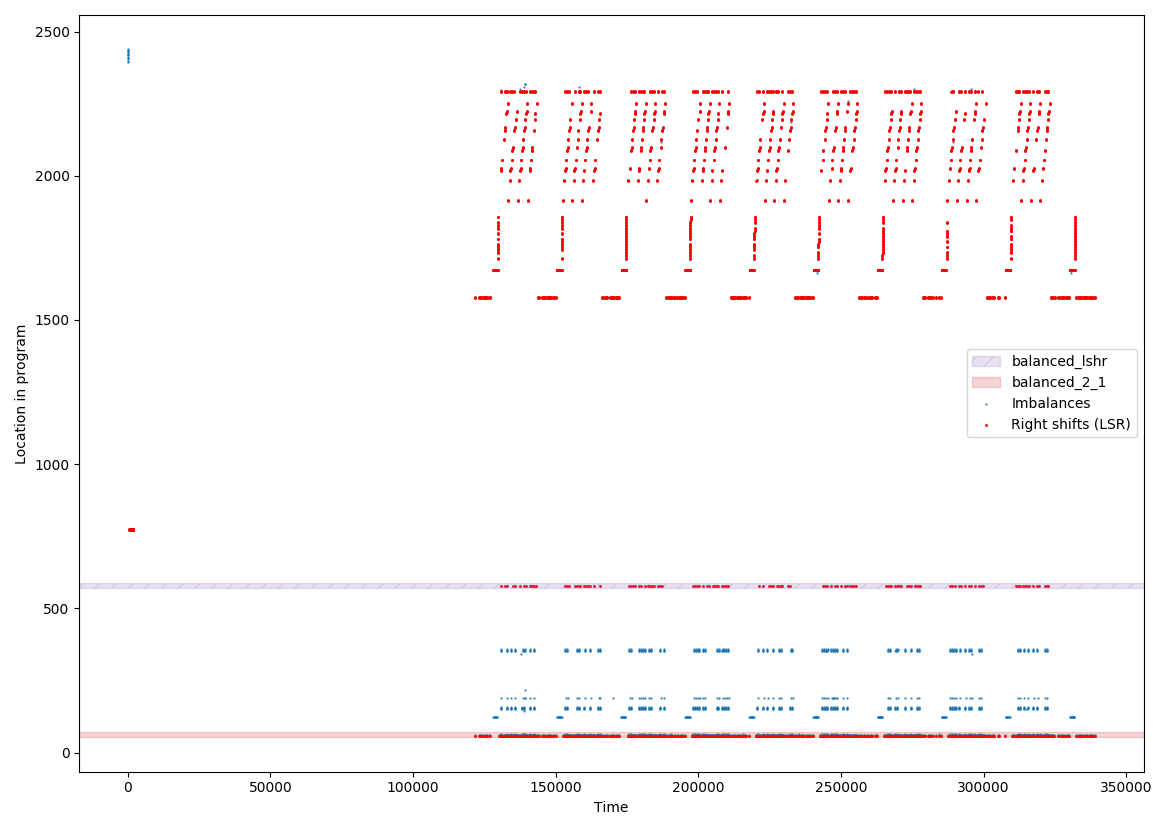 2500
2000
1500
1000
500
0
Location in program
balanced_lshr
balanced_2_1
Imbalances
Right shifts (LSR)
0 50000 100000 150000 200000 250000 300000 350000
Time